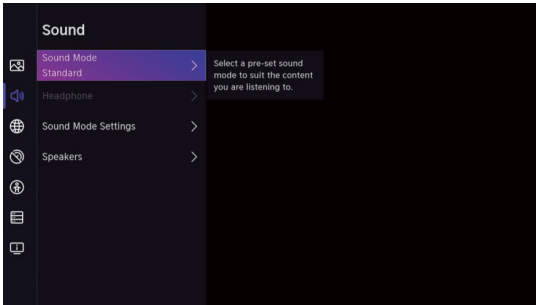 Sound
Sound Mode
Standard
Headphone
Sound Mode Settings
Speakers
Select a pre-set sound
mode to suit the content
you are listening to.